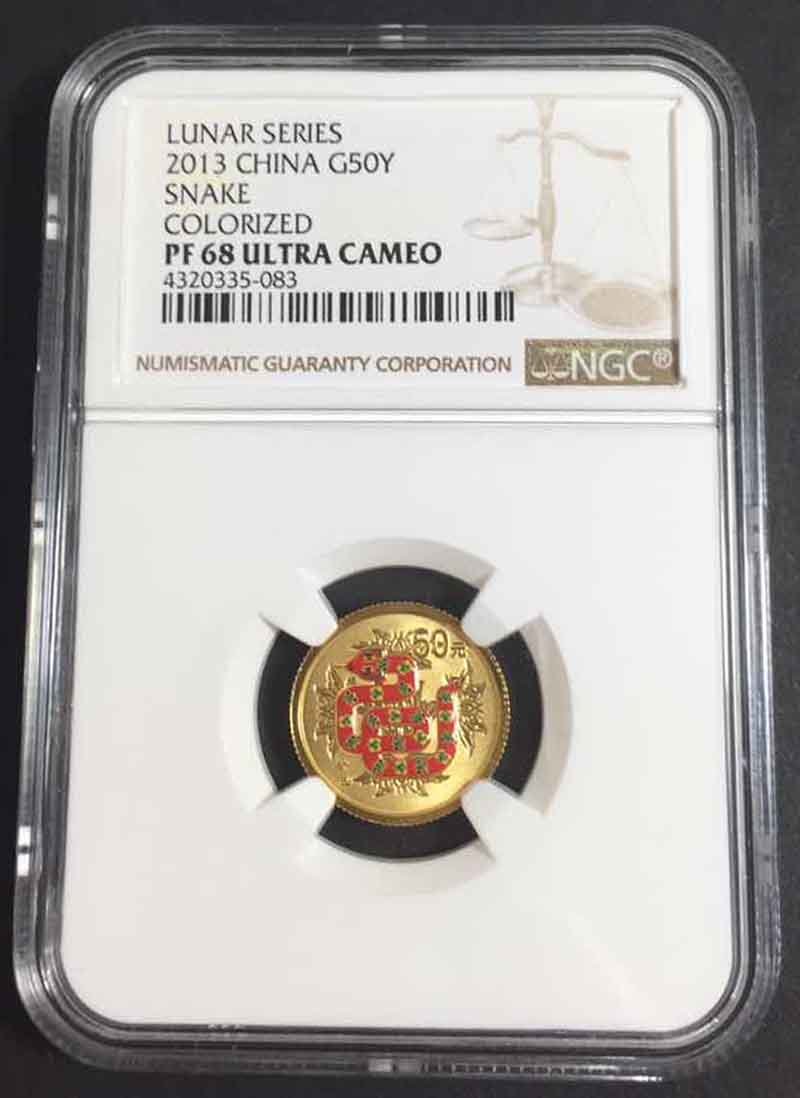 LUNAR SERIES
2013 CHINA G50Y
SNAKE
COLORIZED
PF 68 ULTRA CAMEO
4320335-083
NUMISMATIC GUARANTY CORPORATION
NGC®
50元